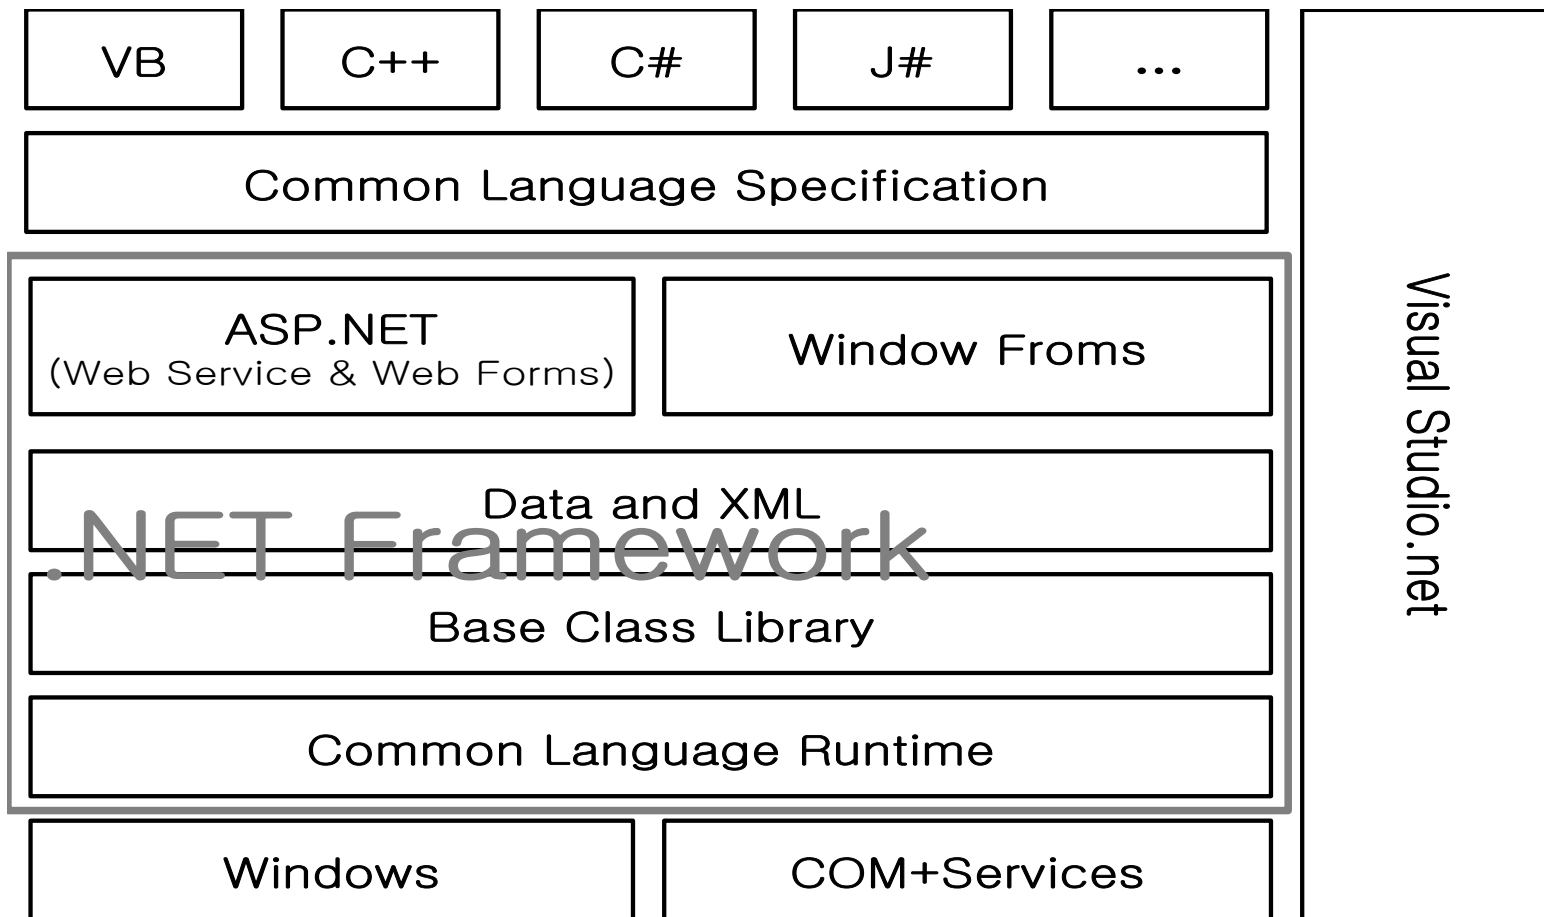 VB
C++
C#
J#
...
Common Language Specification
ASP.NET
(Web Service & Web Forms)
Window Froms
Data and XML
.NET Framework
Base Class Library
Common Language Runtime
Windows
COM+Services
Visual Studio.net